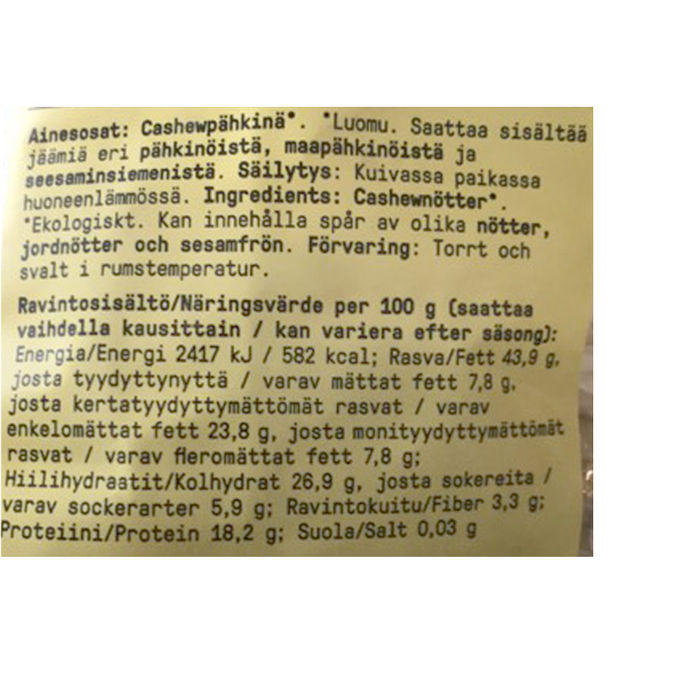 Ainesosat: Cashewpähkinä*. *Luomu. Saattaa sisältää
jäämiä eri pähkinöistä, maapähkinöistä ja
seesaminsiemenistä. Säilytys: Kuivassa paikassa
huoneenlämmössä. Ingredients: Cashewnötter*.
*Ekologiskt. Kan innehålla spår av olika nötter,
jordnötter och sesamfrön. Förvaring: Torrt och
svalt i rumstemperatur.
Ravintosisältö/Näringsvärde per 100 g (saattaa
vaihdella kausittain / kan variera efter säsong):
Energia/Energi 2417 kJ / 582 kcal; Rasva/Fett 43,9 g,
josta tyydyttynyttä / varav mättat fett 7,8 g,
josta kertatyydyttymättömät rasvat / varav
enkelomättat fett 23,8 g, josta monityydyttymättömät
rasvat / varav fleromättat fett 7,8 g;
Hiilihydraatit/Kolhydrat 26,9 g, josta sokereita /
varav sockerarter 5,9 g; Ravintokuitu/Fiber 3,3 g;
Proteiini/Protein 18,2 g; Suola/Salt 0,03 g